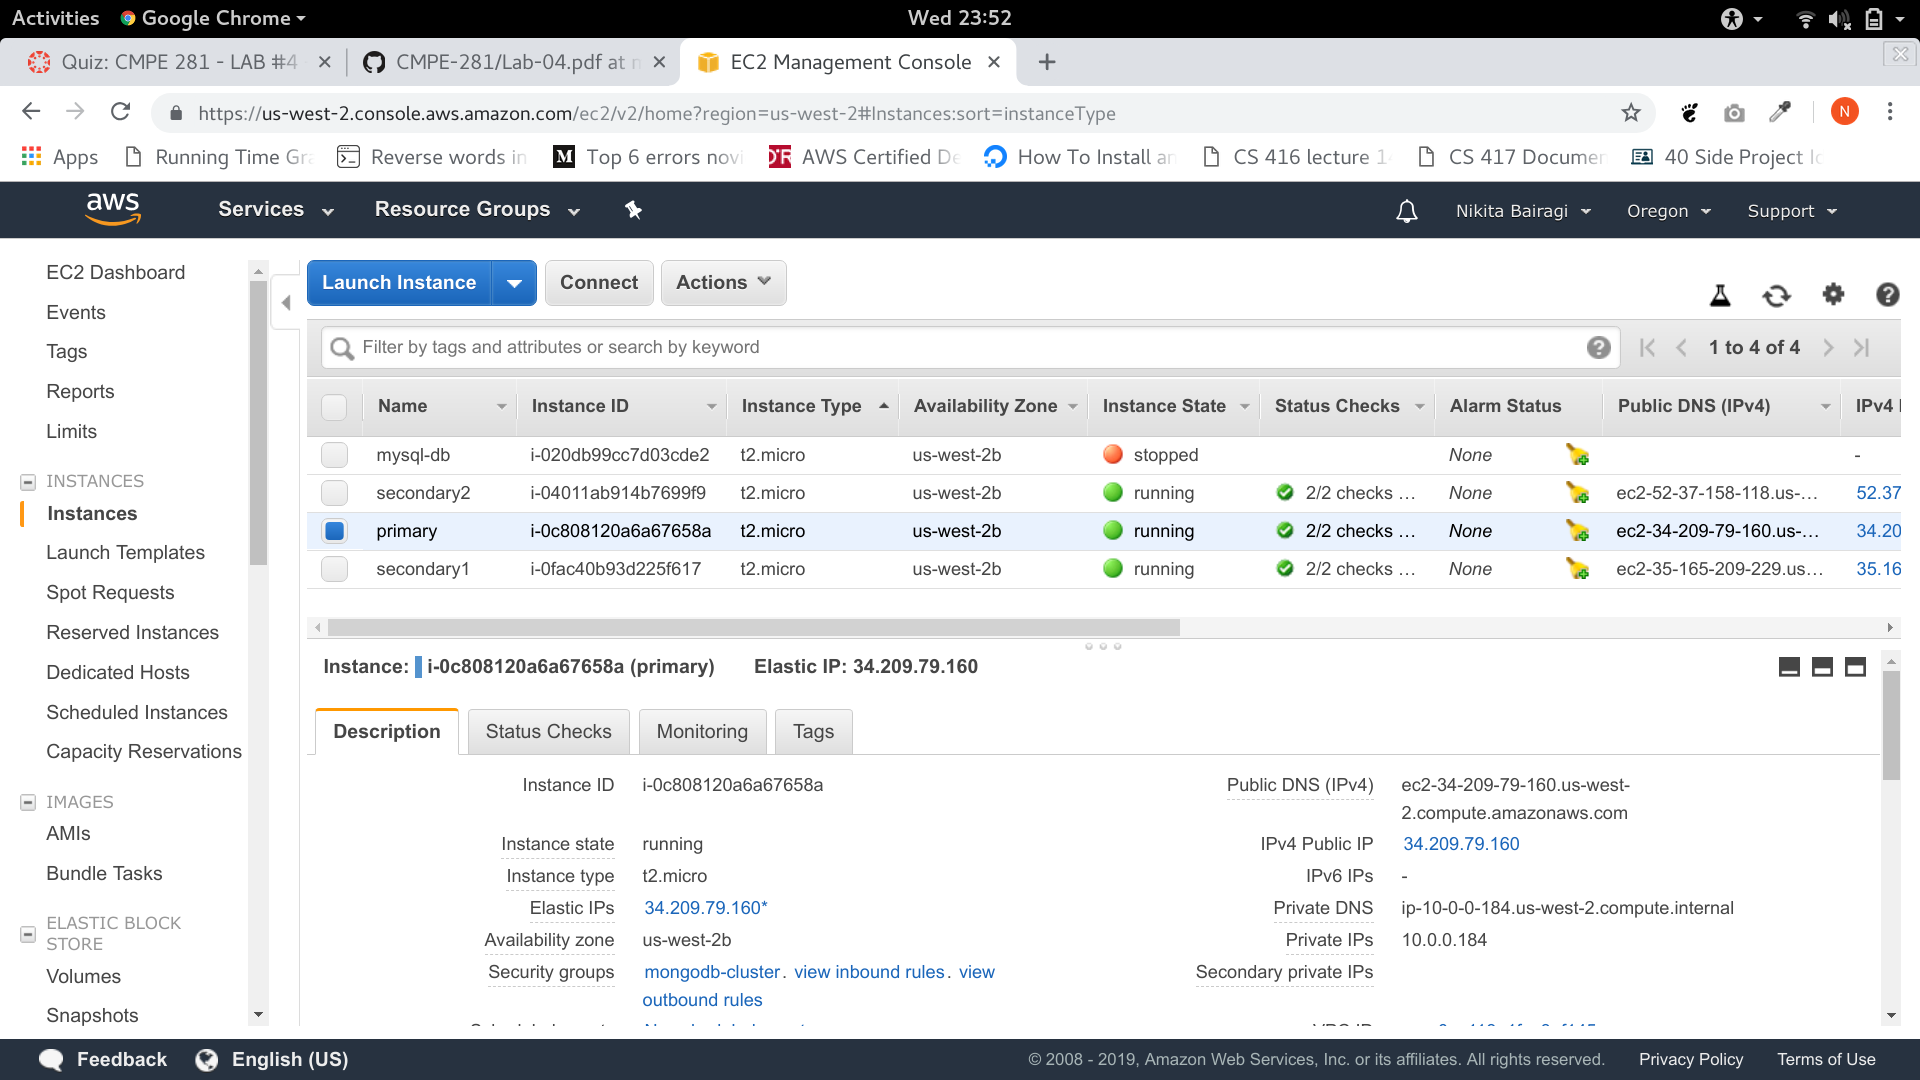 Activities Google Chrome Wed 23:52
Quiz: CMPE 281 - LAB #4 CMPE-281/Lab-04.pdf at EC2 Management Console
https://us-west-2.console.aws.amazon.com/ec2/v2/home?region=us-west-2#Instances:sort=instanceType N
Apps Running Time Gra Reverse words in M Top 6 errors novi D'R AWS Certified De How To Install an CS 416 lecture 1 CS 417 Documen 40 Side Project
aws Services Resource Groups Nikita Bairagi Oregon Support
EC2 Dashboard
Events
Tags
Reports
Limits
INSTANCES
Instances
Launch Templates
Spot Requests
Reserved Instances
Dedicated Hosts
Scheduled Instances
Capacity Reservations
IMAGES
AMIs
Bundle Tasks
ELASTIC BLOCK
STORE
Volumes
Snapshots
Launch Instance Connect Actions
Filter by tags and attributes or search by keyword 1 to 4 of 4
Name Instance ID Instance Type Availability Zone Instance State Status Checks Alarm Status Public DNS (IPv4) IPv4
mysql-db i-020db99cc7d03cde2 t2.micro us-west-2b stopped None -
secondary2 i-04011ab914b7699f9 t2.micro us-west-2b running 2/2 checks ... None ec2-52-37-158-118.us-... 52.37
primary i-0c808120a6a67658a t2.micro us-west-2b running 2/2 checks ... None ec2-34-209-79-160.us-... 34.20
secondary1 i-0fac40b93d225f617 t2.micro us-west-2b running 2/2 checks ... None ec2-35-165-209-229.us... 35.16
Instance: i-0c808120a6a67658a (primary) Elastic IP: 34.209.79.160
Description Status Checks Monitoring Tags
Instance ID i-0c808120a6a67658a
Instance state running
Instance type t2.micro
Elastic IPs 34.209.79.160*
Availability zone us-west-2b
Security groups mongodb-cluster. view inbound rules. view
outbound rules
Public DNS (IPv4) ec2-34-209-79-160.us-west-
2.compute.amazonaws.com
IPv4 Public IP 34.209.79.160
IPv6 IPs -
Private DNS ip-10-0-0-184.us-west-2.compute.internal
Private IPs 10.0.0.184
Secondary private IPs
Feedback English (US) © 2008 - 2019, Amazon Web Services, Inc. or its affiliates. All rights reserved. Privacy Policy Terms of Use